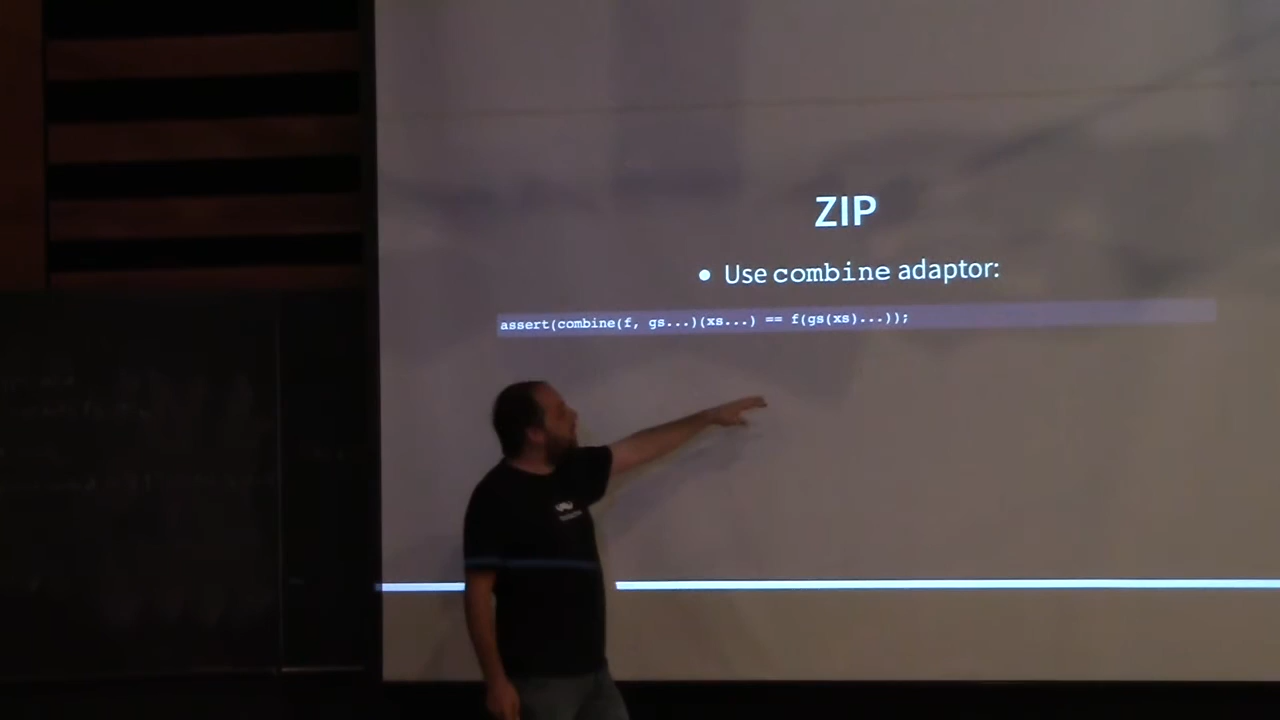 ZIP
• Use combine adaptor:
assert(combine(f, gs...)(xs...) == f(gs(xs)...));